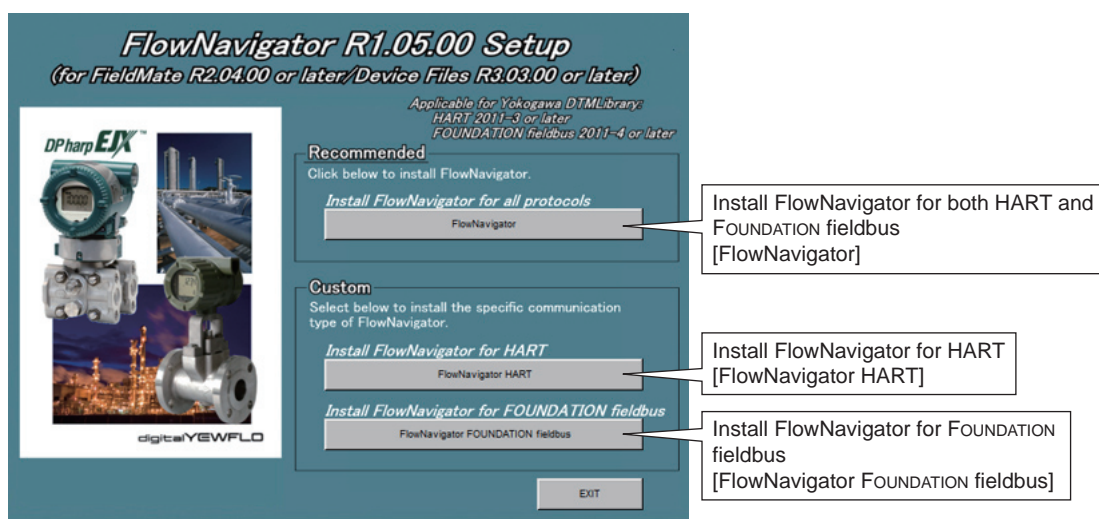 FlowNavigator R1.05.00 Setup
(for FieldMate R2.04.00 or later/Device Files R3.03.00 or later)
Applicable for Yokogawa DTMLibrary:
HART 2011-3 or later
FOUNDATION fieldbus 2011-4 or later
DPharp EJX™
digitalYEWFLO
Recommended
Click below to install FlowNavigator.
Install FlowNavigator for all protocols
FlowNavigator
Custom
Select below to install the specific communication
type of FlowNavigator.
Install FlowNavigator for HART
FlowNavigator HART
Install FlowNavigator for FOUNDATION fieldbus
FlowNavigator FOUNDATION fieldbus
EXIT
Install FlowNavigator for both HART and
FOUNDATION fieldbus
[FlowNavigator]
Install FlowNavigator for HART
[FlowNavigator HART]
Install FlowNavigator for FOUNDATION
fieldbus
[FlowNavigator FOUNDATION fieldbus]